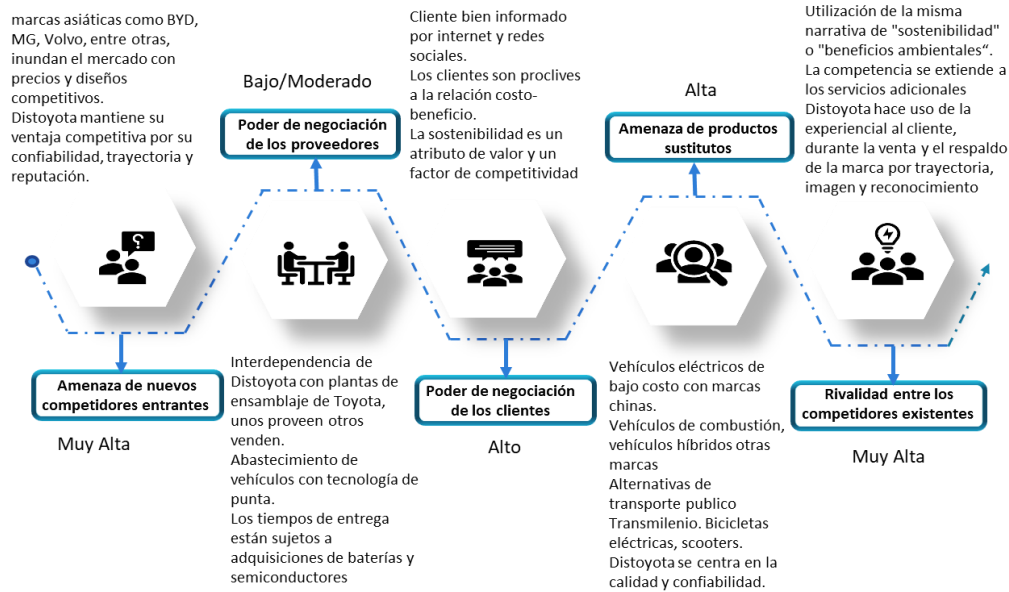 marcas asiáticas como BYD,
MG, Volvo, entre otras,
inundan el mercado con
precios y diseños
competitivos.
Distoyota mantiene su
ventaja competitiva por su
confiabilidad, trayectoria y
reputación.
Amenaza de nuevos
competidores entrantes
Muy Alta
Bajo/Moderado
Poder de negociación
de los proveedores
Interdependencia de
Distoyota con plantas de
ensamblaje de Toyota,
unos proveen otros
venden.
Abastecimiento de
vehículos con tecnología de
punta.
Los tiempos de entrega
están sujetos a
adquisiciones de baterías y
semiconductores
Cliente bien informado
por internet y redes
sociales.
Los clientes son proclives
a la relación costo-
beneficio.
La sostenibilidad es un
atributo de valor y un
factor de competitividad
Poder de negociación
de los clientes
Alto
Alta
Amenaza de productos
sustitutos
Vehículos eléctricos de
bajo costo con marcas
chinas.
Vehículos de combustión,
vehículos híbridos otras
marcas
Alternativas de
transporte publico
Transmilenio. Bicicletas
eléctricas, scooters.
Distoyota se centra en la
calidad y confiabilidad.
Utilización de la misma
narrativa de "sostenibilidad"
o "beneficios ambientales“.
La competencia se extiende a
los servicios adicionales
Distoyota hace uso de la
experiencial al cliente,
durante la venta y el respaldo
de la marca por trayectoria,
imagen y reconocimiento
Rivalidad entre los
competidores existentes
Muy Alta